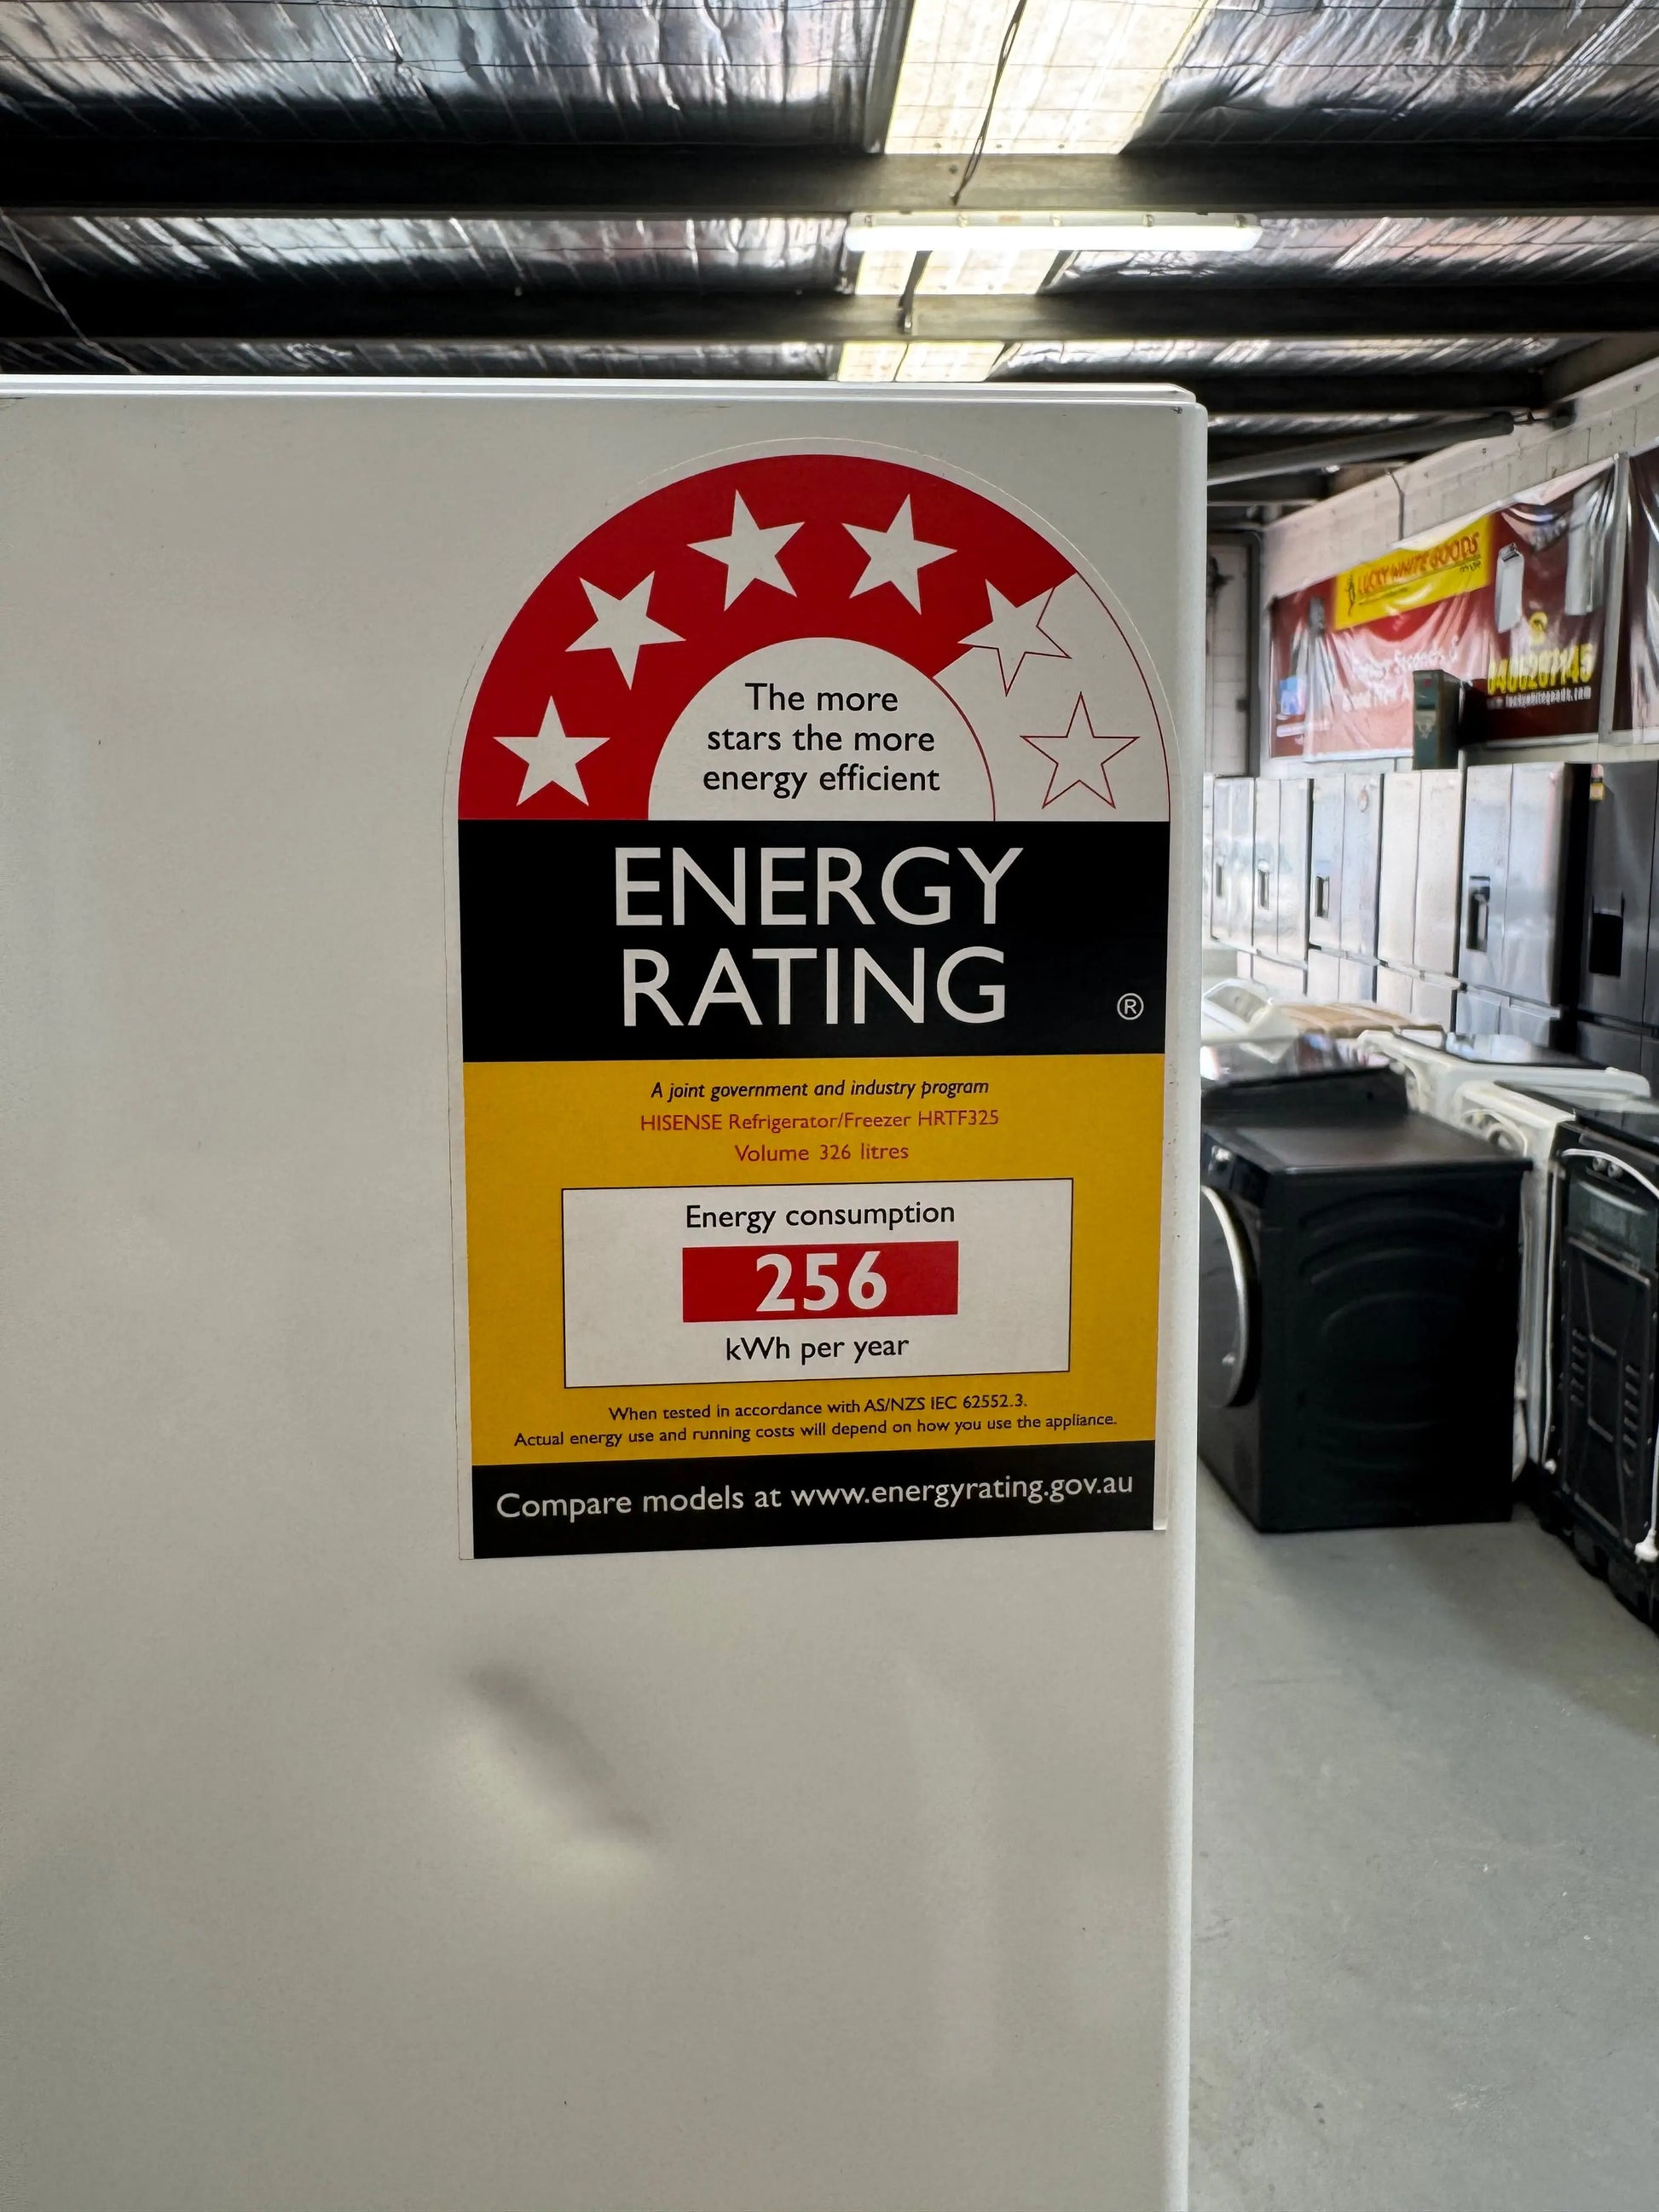 The more
stars the more
energy efficient
ENERGY
RATING
®
A joint government and industry program
HISENSE Refrigerator/Freezer HRTF325
Volume 326 litres
Energy consumption
256
kWh per year
When tested in accordance with AS/NZS IEC 62552.3.
Actual energy use and running costs will depend on how you use the appliance.
Compare models at www.energyrating.gov.au
LUCKY WHITE GOODS